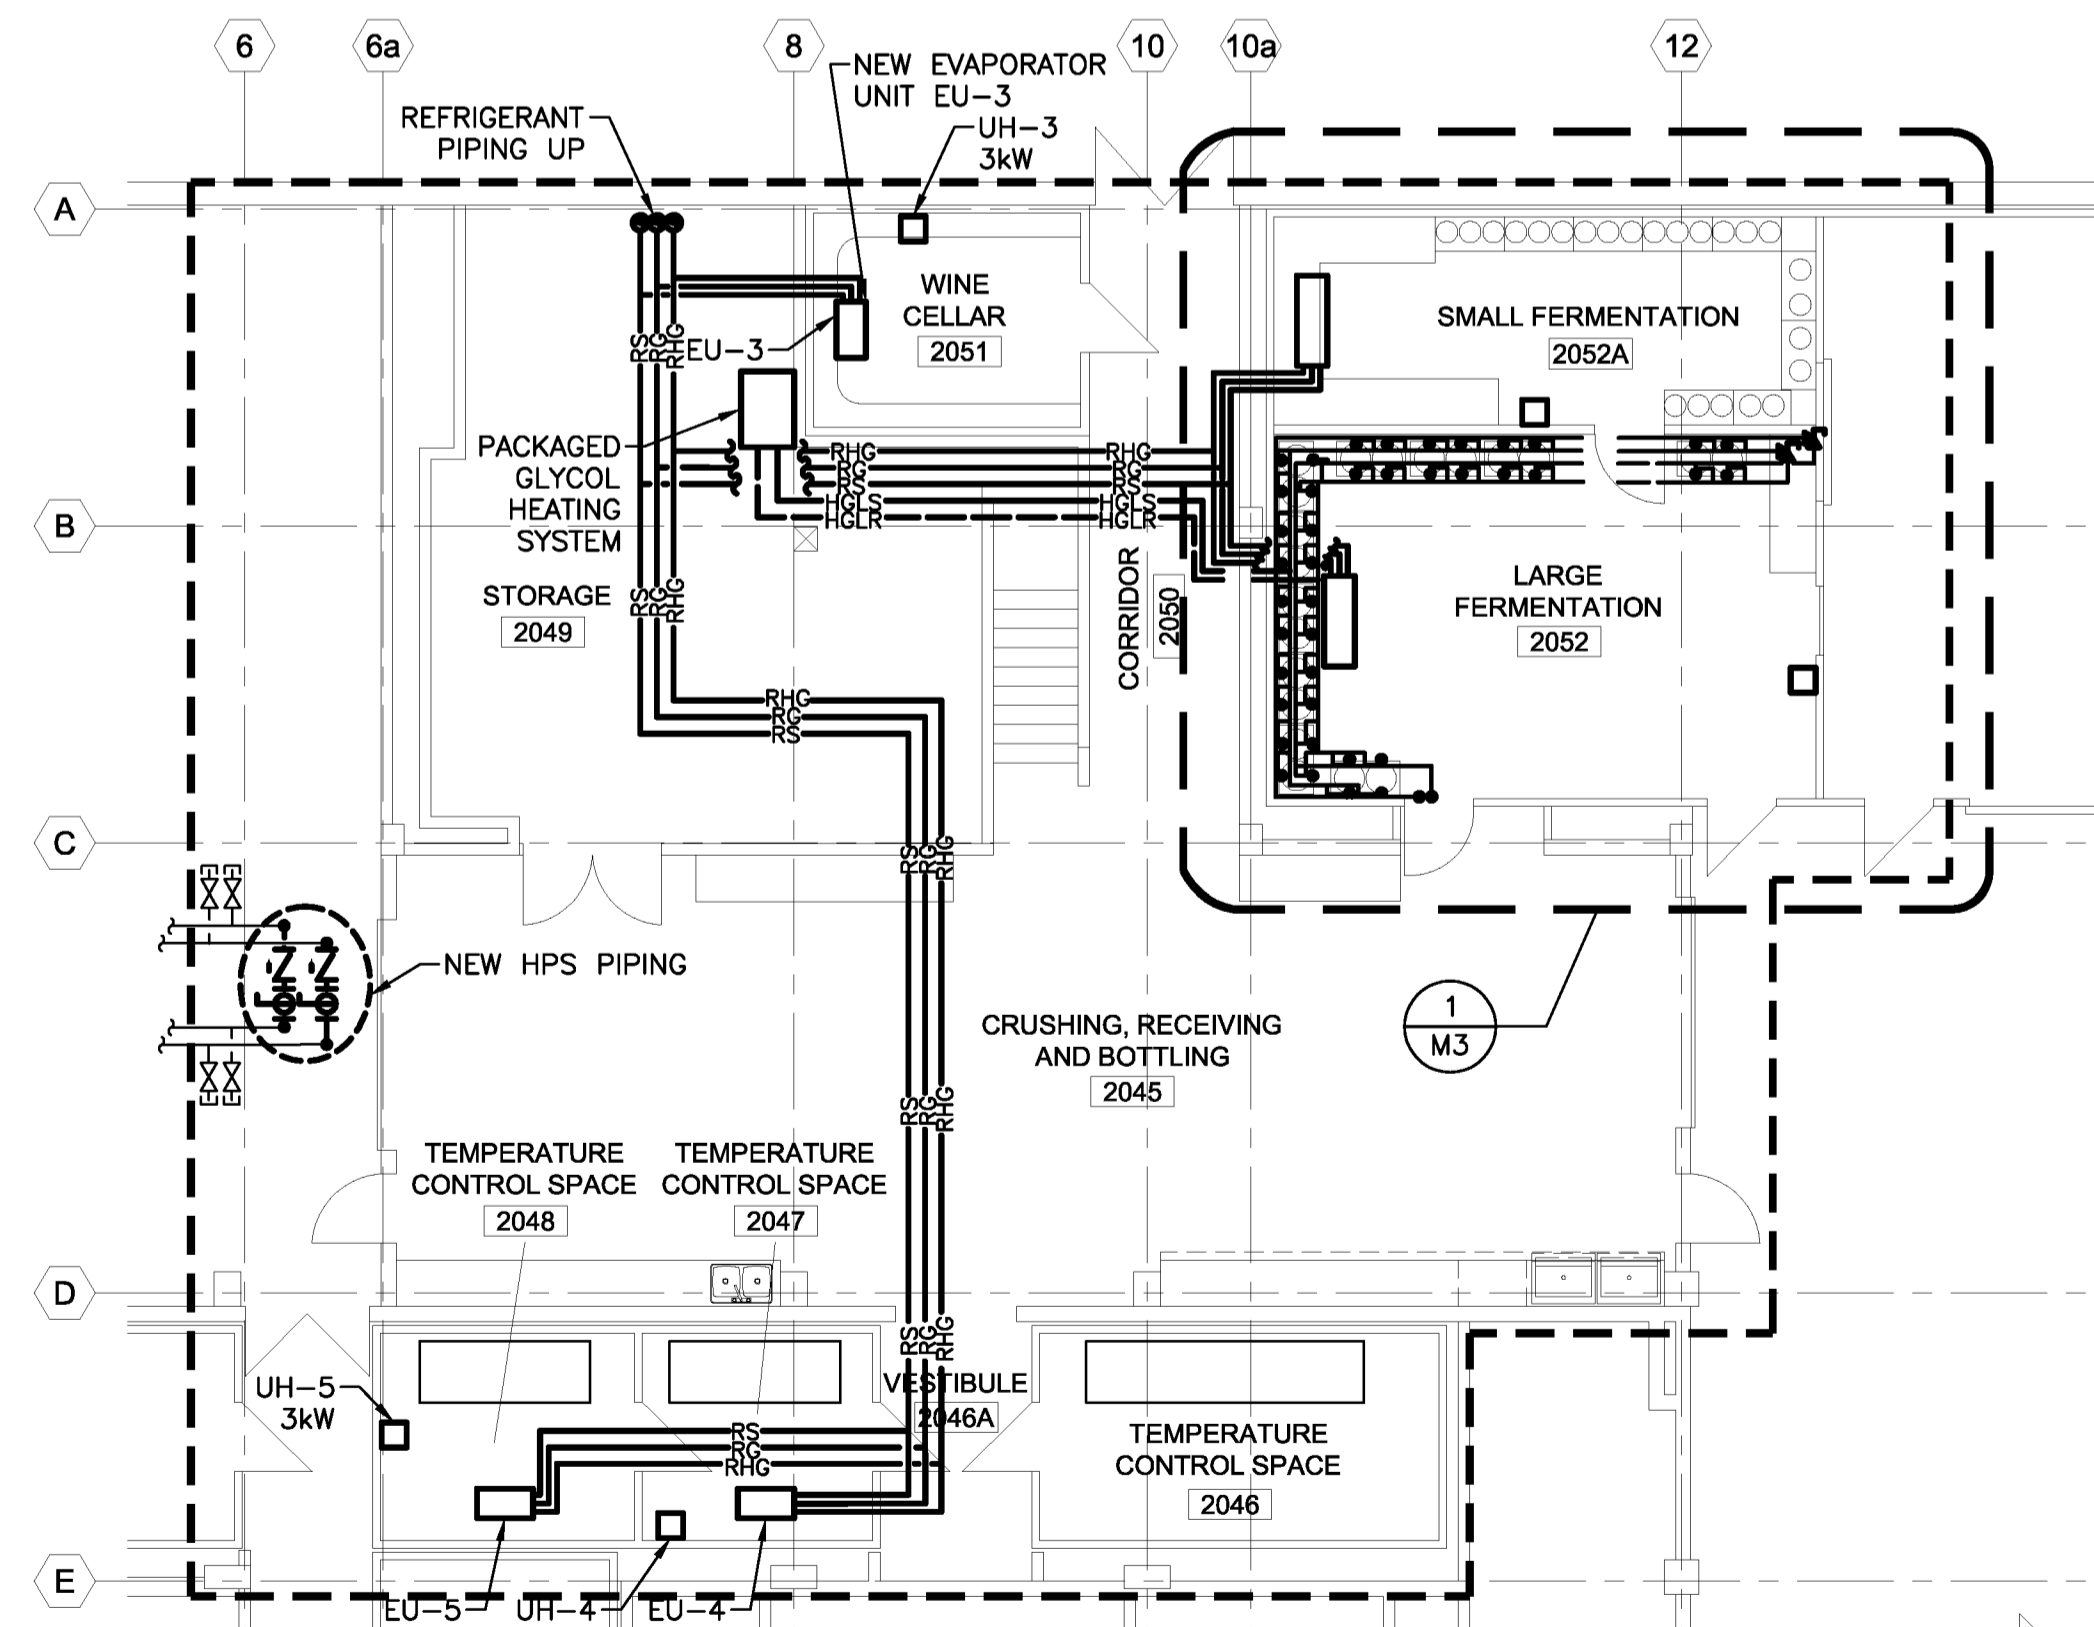 6
6a
8
10
10a
12
NEW EVAPORATOR
UNIT EU-3
UH-3
3kW
REFRIGERANT
PIPING UP
A
WINE
CELLAR
2051
SMALL FERMENTATION
2052A
RS
RG
RHG
EU-3
PACKAGED
GLYCOL
HEATING
SYSTEM
RHG
RG
RS
HGLS
HGLR
RHG
RG
RS
HGLS
HGLR
B
CORRIDOR
2050
STORAGE
2049
RS
RG
RHG
LARGE
FERMENTATION
2052
RHG
RG
RS
C
RS
RG
RHG
NEW HPS PIPING
CRUSHING, RECEIVING
AND BOTTLING
2045
1
M3
RS
RG
RHG
TEMPERATURE
CONTROL SPACE
2048
TEMPERATURE
CONTROL SPACE
2047
D
RS
RG
RHG
UH-5
3kW
VESTIBULE
2046A
RS
RG
RHG
TEMPERATURE
CONTROL SPACE
2046
E
EU-5
UH-4
EU-4